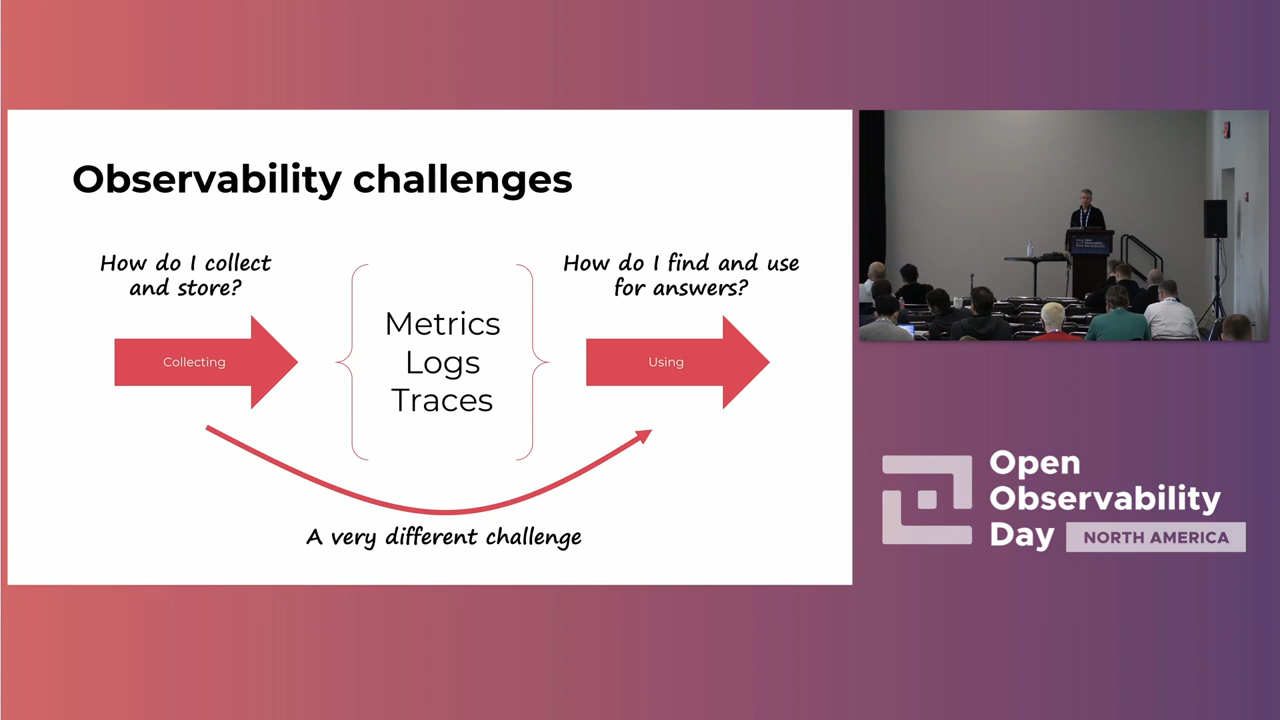 Observability challenges
How do I collect
and store?
Collecting
Metrics
Logs
Traces
How do I find and use
for answers?
Using
A very different challenge
Open
Observability
Day
NORTH AMERICA